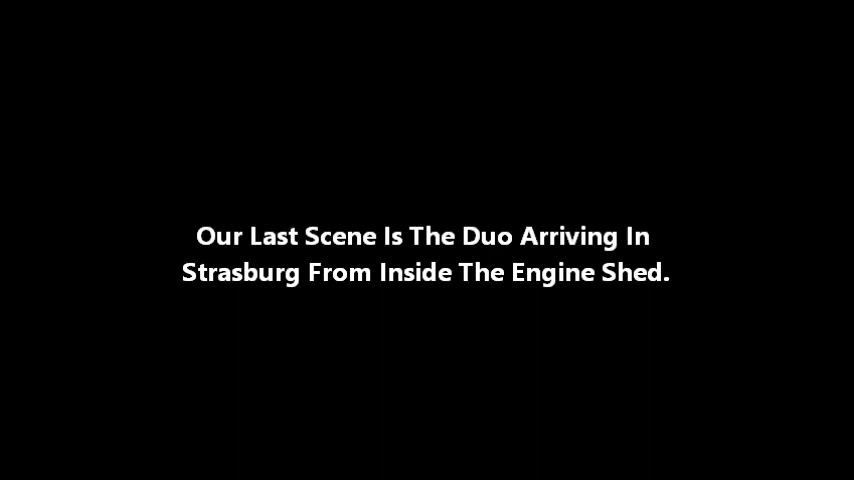 Our Last Scene Is The Duo Arriving In
Strasburg From Inside The Engine Shed.